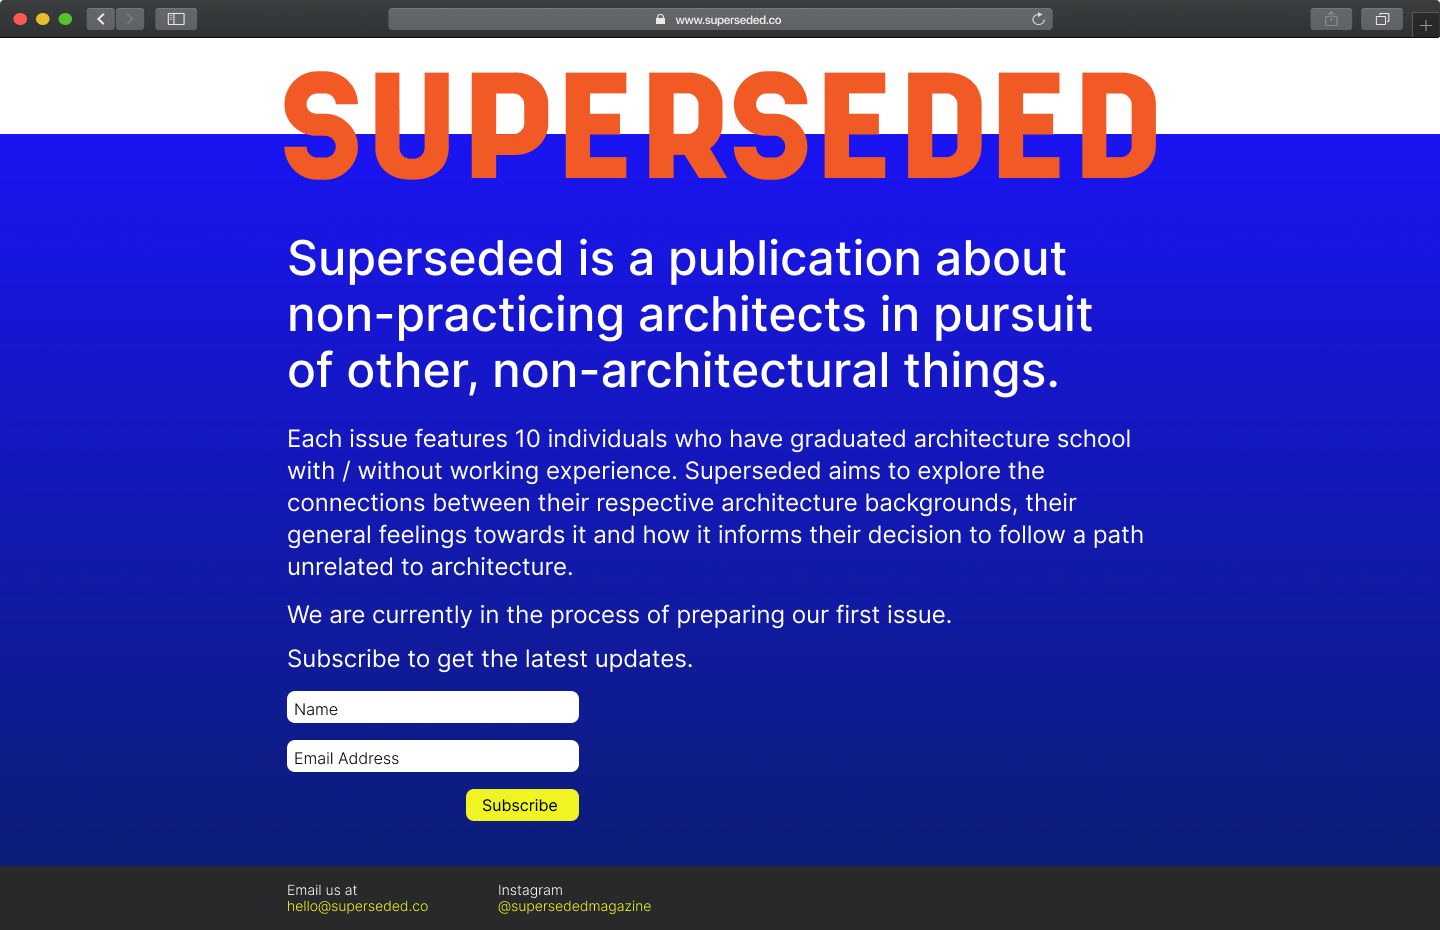 www.superseded.co
SUPERSEDED
Superseded is a publication about
non-practicing architects in pursuit
of other, non-architectural things.
Each issue features 10 individuals who have graduated architecture school
with / without working experience. Superseded aims to explore the
connections between their respective architecture backgrounds, their
general feelings towards it and how it informs their decision to follow a path
unrelated to architecture.
We are currently in the process of preparing our first issue.
Subscribe to get the latest updates.
Name
Email Address
Subscribe
Email us at
hello@superseded.co
Instagram
@supersededmagazine